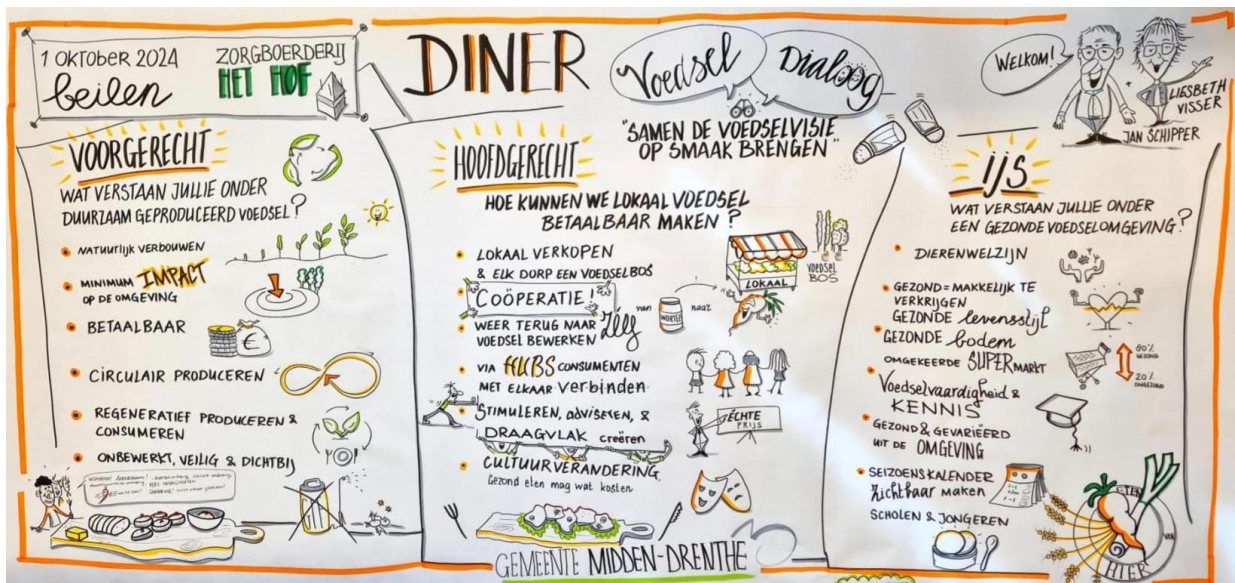 1 OKTOBER 2024
beilen
ZORGBOERDERIJ
HET HOF
DINER
Voedsel
Dialoog
"SAMEN DE VOEDSELVISIE
OP SMAAK BRENGEN"
WELKOM!
+ LIESBETH
VISSER
JAN SCHIPPER
VOORGERECHT
WAT VERSTAAN JULLIE ONDER
DUURZAAM GEPRODUCEERD VOEDSEL?
NATUURLIJK VERBOUWEN
MINIMUM IMPACT
OP DE OMGEVING
BETAALBAAR
€
CIRCULAIR PRODUCEREN
REGENERATIEF PRODUCEREN &
CONSUMEREN
ONBEWERKT, VEILIG & DICHTBIJ
HOOFDGERECHT
HOE KUNNEN WE LOKAAL VOEDSEL
BETAALBAAR MAKEN?
LOKAAL VERKOPEN
& ELK DORP EEN VOEDSELBOS
LOKAAL
VOEDSEL
BOS
COÖPERATIE!
WEER TERUG NAAR ZELF
VOEDSEL BEWERKEN
van
WORTEL
naar
VIA HUBS CONSUMENTEN
MET ELKAAR verbinden
STIMULEREN, adviseren, &
DRAAGVLAK creëren
ÉCHTE
PRIJS
CULTUURVERANDERING
Gezond eten mag wat kosten
GEMEENTE MIDDEN-DRENTHE
ijs
WAT VERSTAAN JULLIE ONDER
EEN GEZONDE VOEDSELOMGEVING?
DIERENWELZIJN
GEZOND = MAKKELIJK TE
VERKRIJGEN
GEZONDE levensstijl
GEZONDE bodem
OMGEKEERDE SUPERMARKT
80%
GEZOND
20%
ONGEZOND
Voedselvaardigheid &
KENNIS
GEZOND & GEVARIËERD
UIT DE OMGEVING
SEIZOENSKALENDER
Zichtbaar maken
SCHOLEN & JONGEREN
ETEN
VAN
HIER